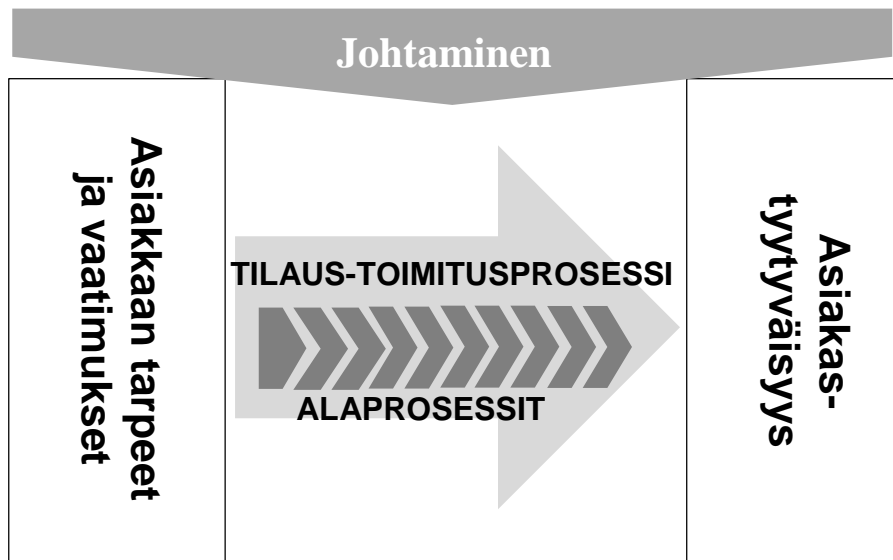 Johtaminen
Asiakkaan tarpeet
ja vaatimukset
TILAUS-TOIMITUSPROSESSI
ALAPROSESSIT
Asiakas-
tyytyväisyys